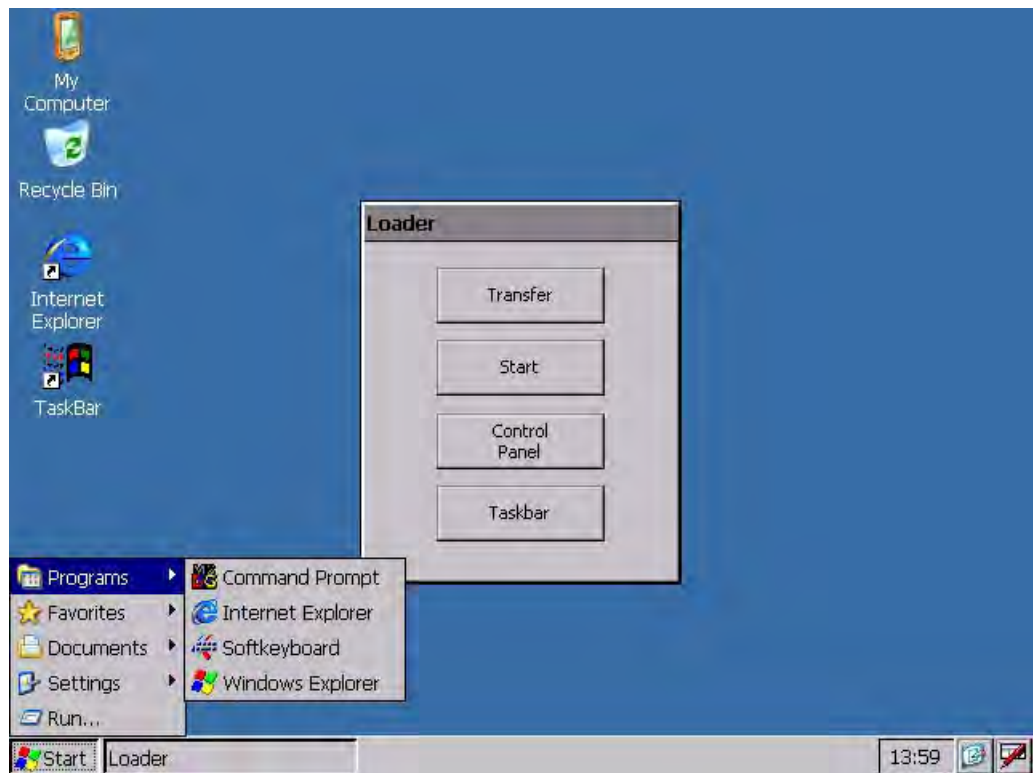 My
Computer
Recycle Bin
Internet
Explorer
TaskBar
Loader
Transfer
Start
Control
Panel
Taskbar
Programs
Favorites
Documents
Settings
Run...
Command Prompt
Internet Explorer
Softkeyboard
Windows Explorer
Start
Loader
13:59